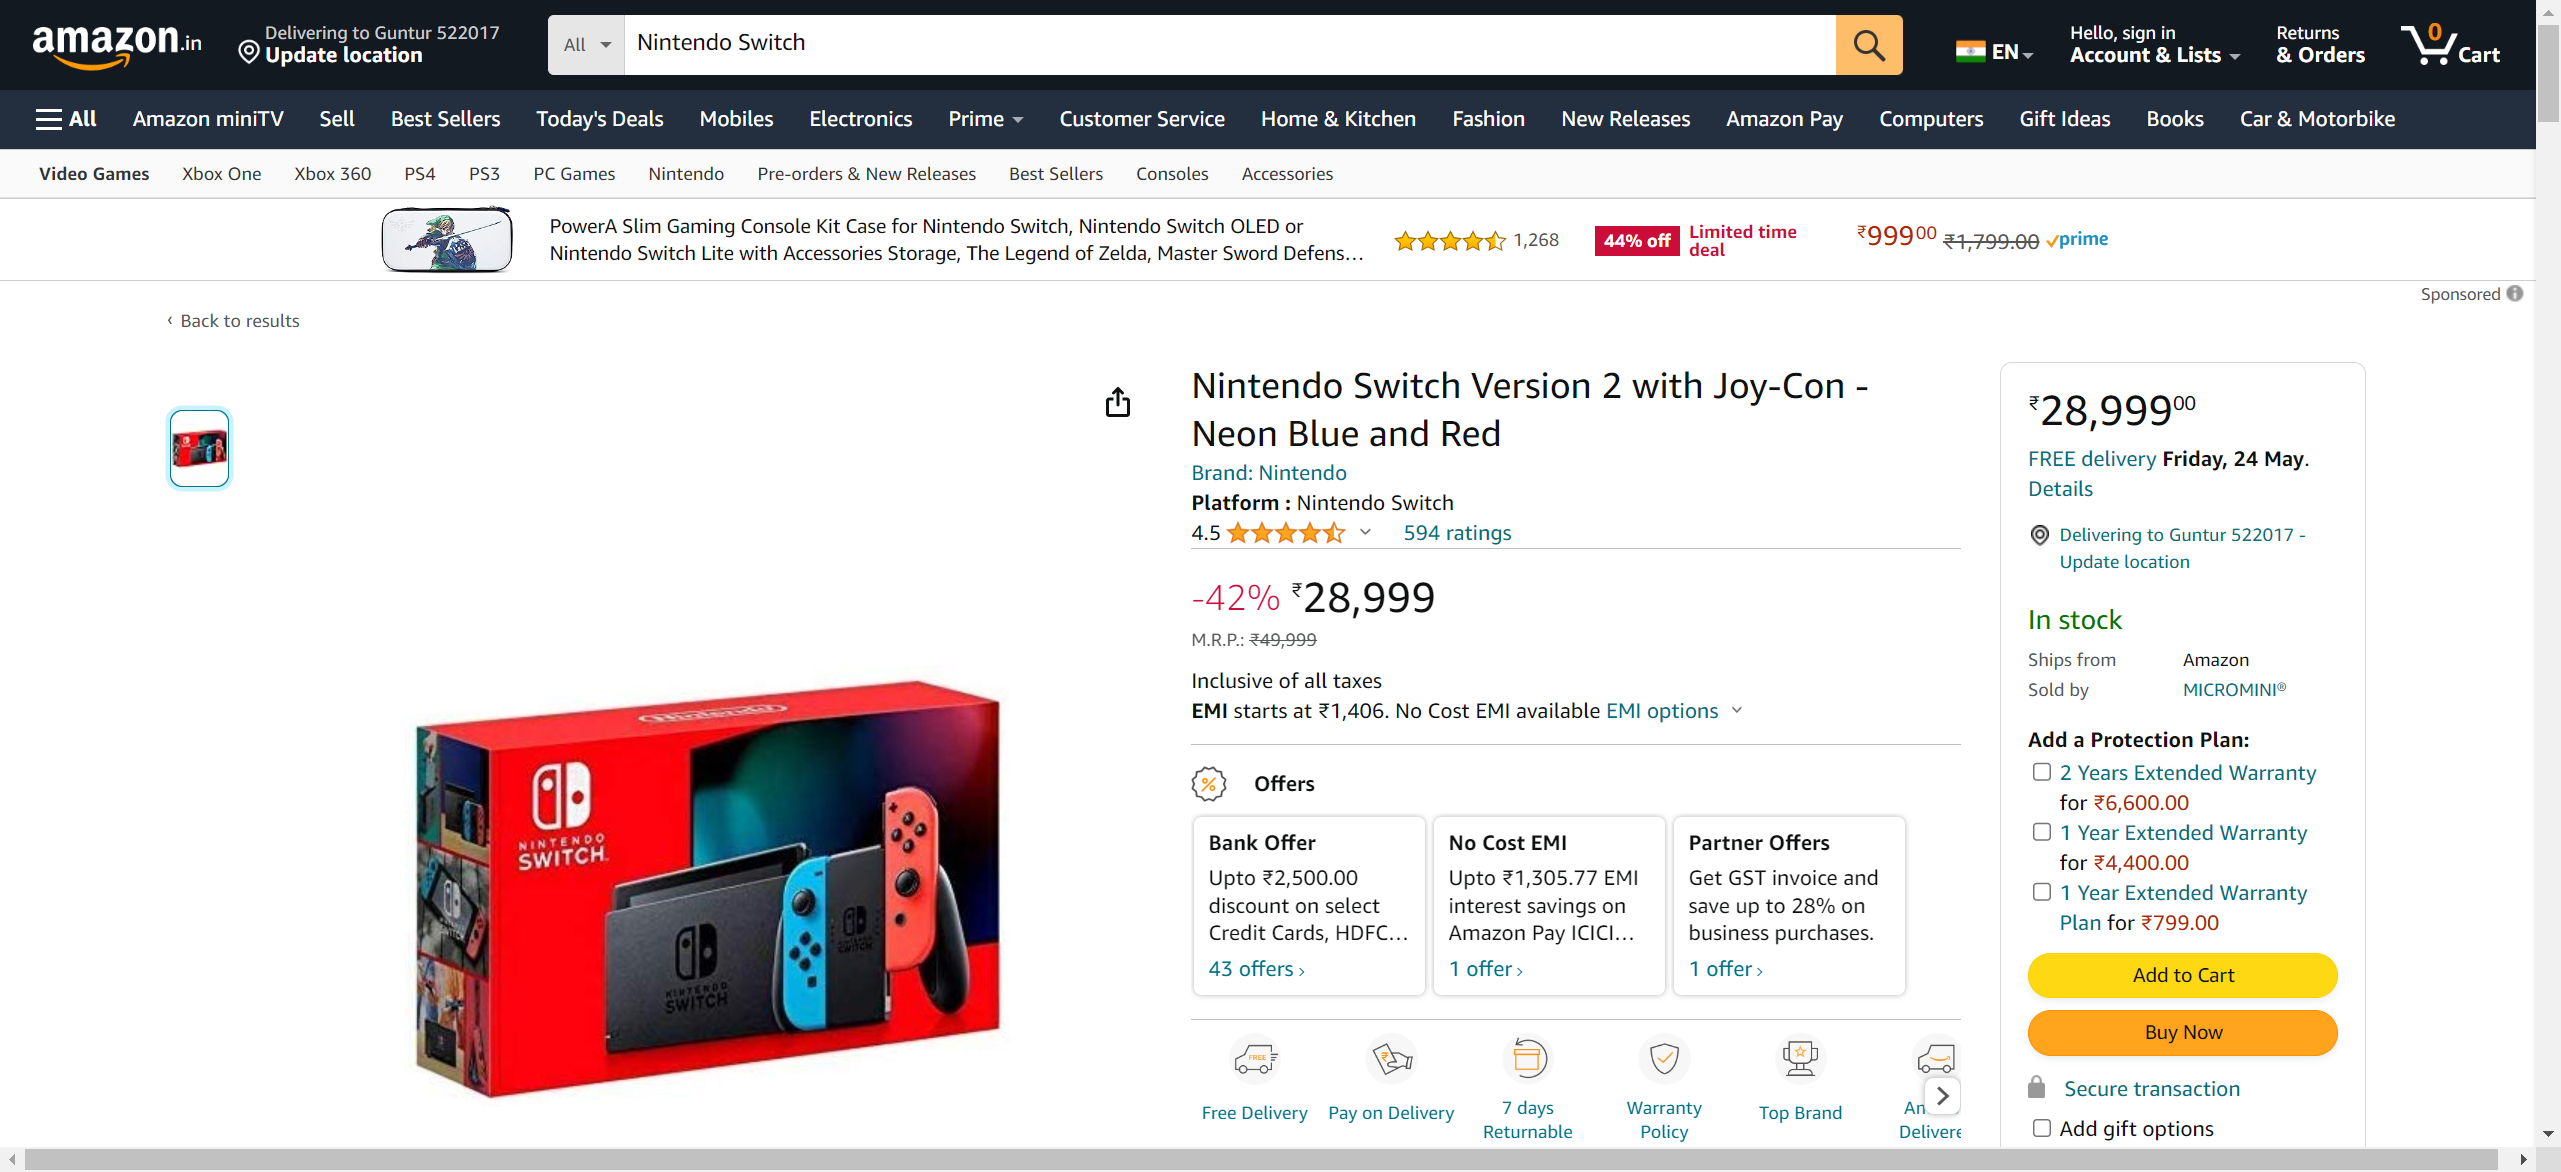 amazon.in
Delivering to Guntur 522017
Update location
All
Nintendo Switch
EN
Hello, sign in
Account & Lists
Returns
& Orders
0
Cart
All
Amazon miniTV
Sell
Best Sellers
Today's Deals
Mobiles
Electronics
Prime
Customer Service
Home & Kitchen
Fashion
New Releases
Amazon Pay
Computers
Gift Ideas
Books
Car & Motorbike
Video Games
Xbox One
Xbox 360
PS4
PS3
PC Games
Nintendo
Pre-orders & New Releases
Best Sellers
Consoles
Accessories
PowerA Slim Gaming Console Kit Case for Nintendo Switch, Nintendo Switch OLED or
Nintendo Switch Lite with Accessories Storage, The Legend of Zelda, Master Sword Defens...
1,268
44% off
Limited time
deal
₹99900
₹1,799.00
prime
Sponsored
‹ Back to results
Nintendo
NINTENDO
SWITCH
NINTENDO
SWITCH
NINTENDO
SWITCH
Nintendo Switch Version 2 with Joy-Con -
Neon Blue and Red
Brand: Nintendo
Platform : Nintendo Switch
4.5
594 ratings
-42% ₹28,999
M.R.P.: ₹49,999
Inclusive of all taxes
EMI starts at ₹1,406. No Cost EMI available EMI options
%
Offers
Bank Offer
Upto ₹2,500.00
discount on select
Credit Cards, HDFC...
43 offers ›
No Cost EMI
Upto ₹1,305.77 EMI
interest savings on
Amazon Pay ICICI...
1 offer ›
Partner Offers
Get GST invoice and
save up to 28% on
business purchases.
1 offer ›
FREE
Free Delivery
₹
Pay on Delivery
7 days
Returnable
Warranty
Policy
Top Brand
Am
Delivere
₹28,99900
FREE delivery Friday, 24 May.
Details
Delivering to Guntur 522017 -
Update location
In stock
Ships from
Amazon
Sold by
MICROMINI®
Add a Protection Plan:
2 Years Extended Warranty
for ₹6,600.00
1 Year Extended Warranty
for ₹4,400.00
1 Year Extended Warranty
Plan for ₹799.00
Add to Cart
Buy Now
Secure transaction
Add gift options